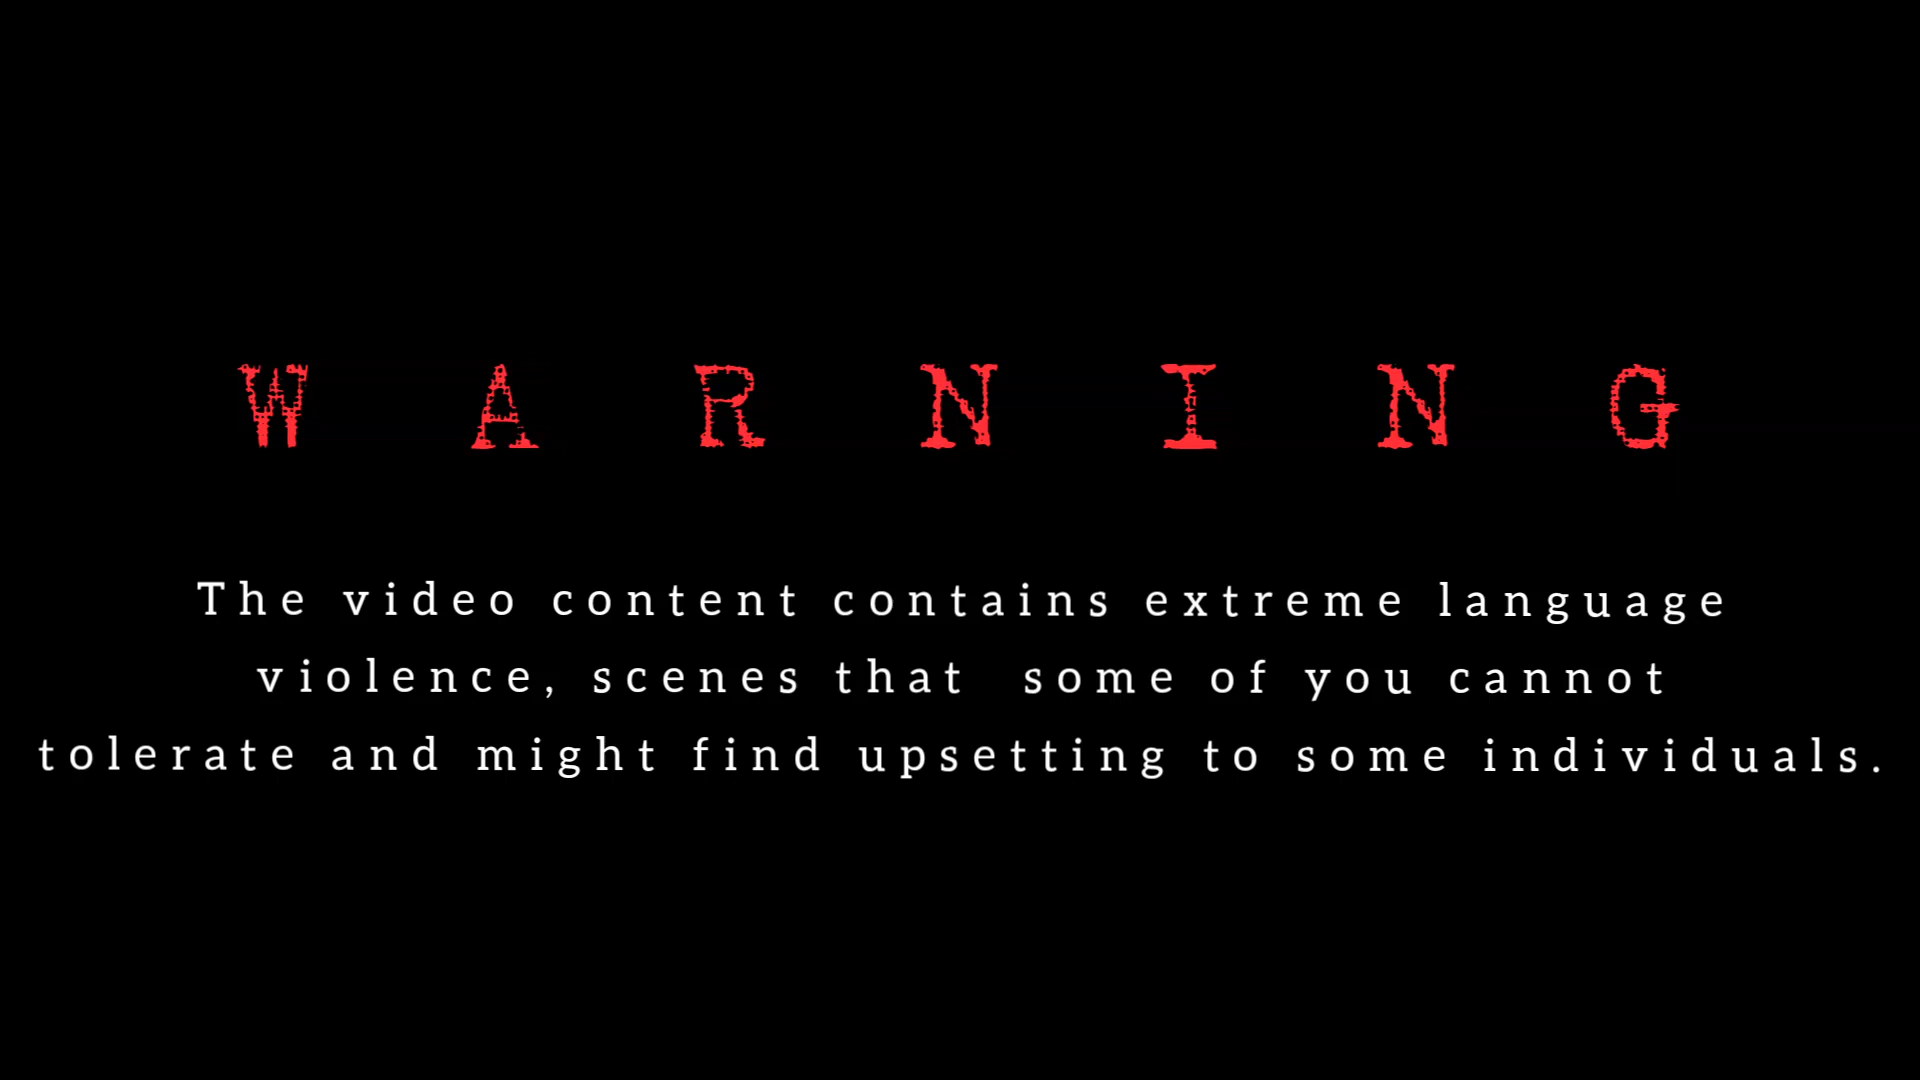 WARNING
The video content contains extreme language
violence, scenes that some of you cannot
tolerate and might find upsetting to some individuals.